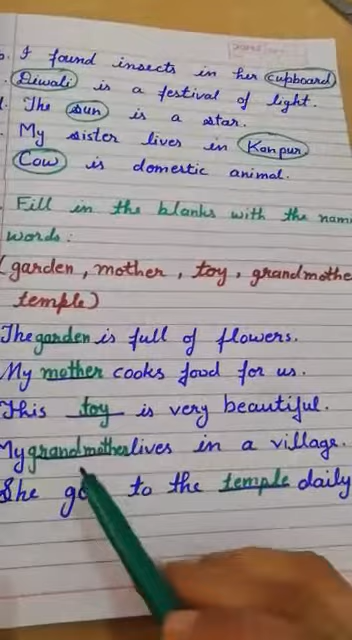 I found insects in her cupboard
Diwali is a festival of light.
The sun is a star.
My sister lives in Kanpur
Cow is domestic animal.
Fill in the blanks with the nam
words:
(garden, mother, toy, grandmothe
temple)
The garden is full of flowers.
My mother cooks food for us.
This toy is very beautiful.
My grandmother lives in a village.
She go to the temple daily